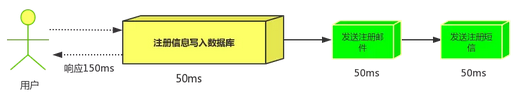 注册信息写入数据库
发送注册邮
件
发送注册短
信
响应150ms
用户
50ms
50ms
50ms